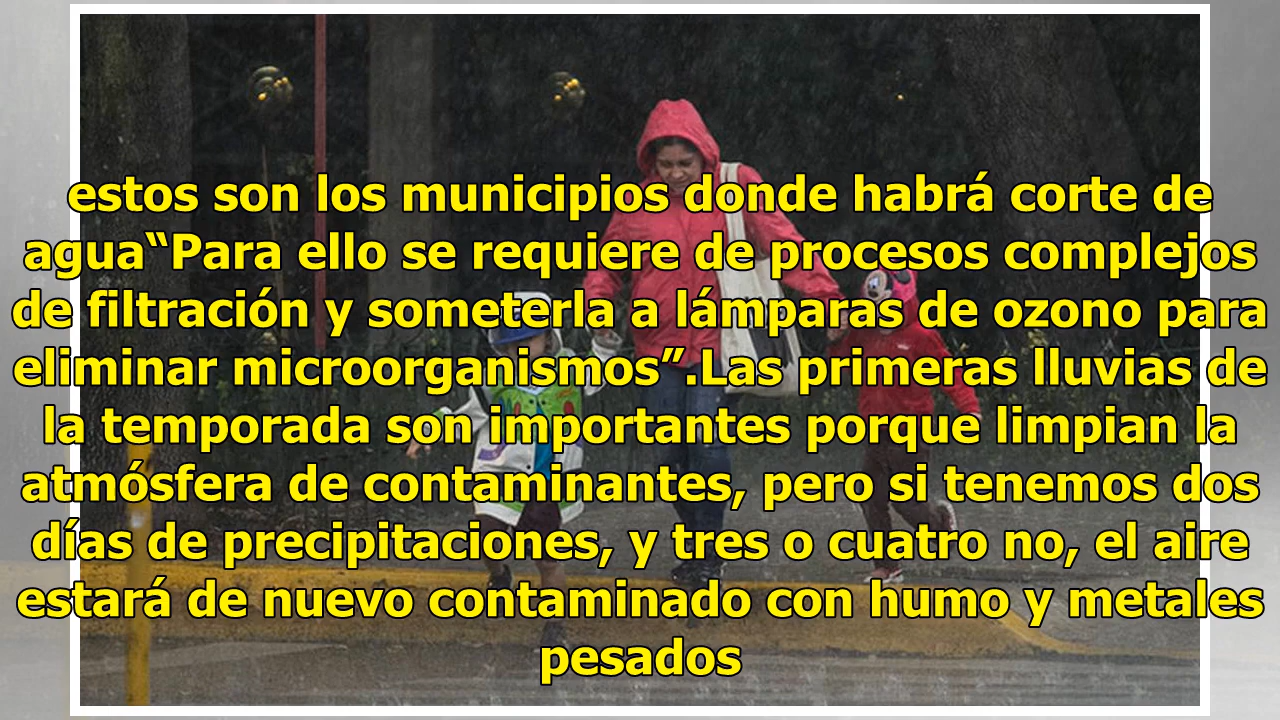 estos son los municipios donde habrá corte de
agua“Para ello se requiere de procesos complejos
de filtración y someterla a lámparas de ozono para
eliminar microorganismos”.Las primeras lluvias de
la temporada son importantes porque limpian la
atmósfera de contaminantes, pero si tenemos dos
días de precipitaciones, y tres o cuatro no, el aire
estará de nuevo contaminado con humo y metales
pesados